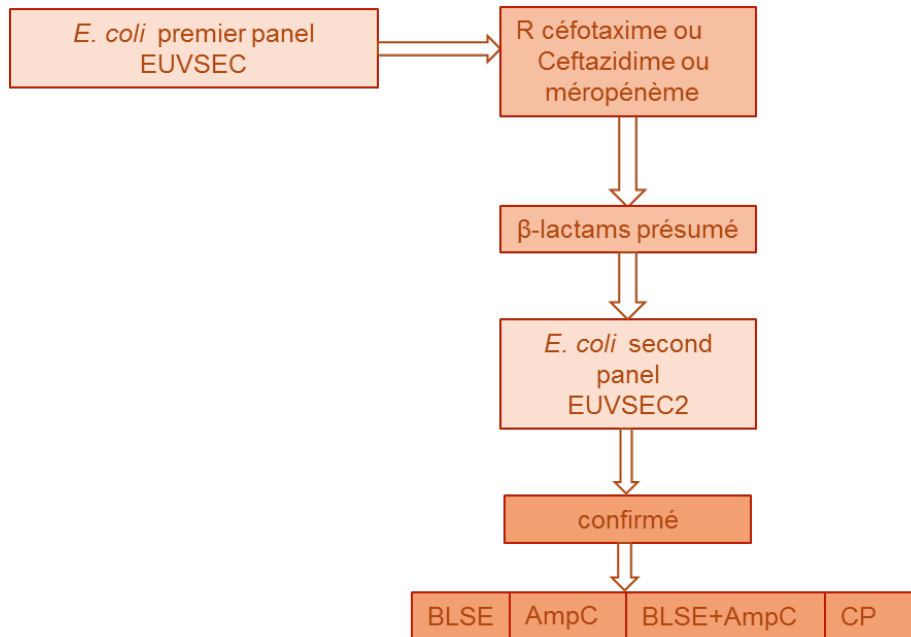 E. coli premier panel
EUVSEC
R céfotaxime ou
Ceftazidime ou
méropénème
β-lactams présumé
E. coli second
panel
EUVSEC2
confirmé
BLSE AmpC BLSE+AmpC CP